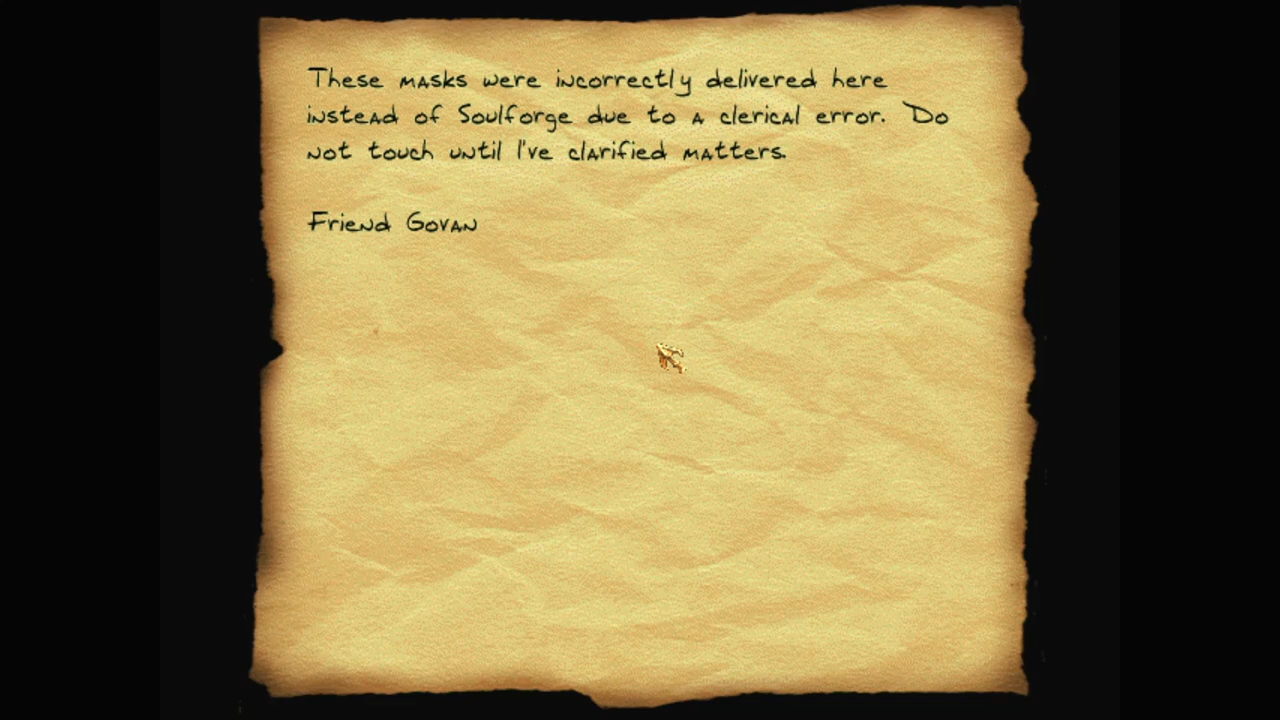 These masks were incorrectly delivered here
instead of Soulforge due to a clerical error.  Do
not touch until I've clarified matters.
Friend Govan